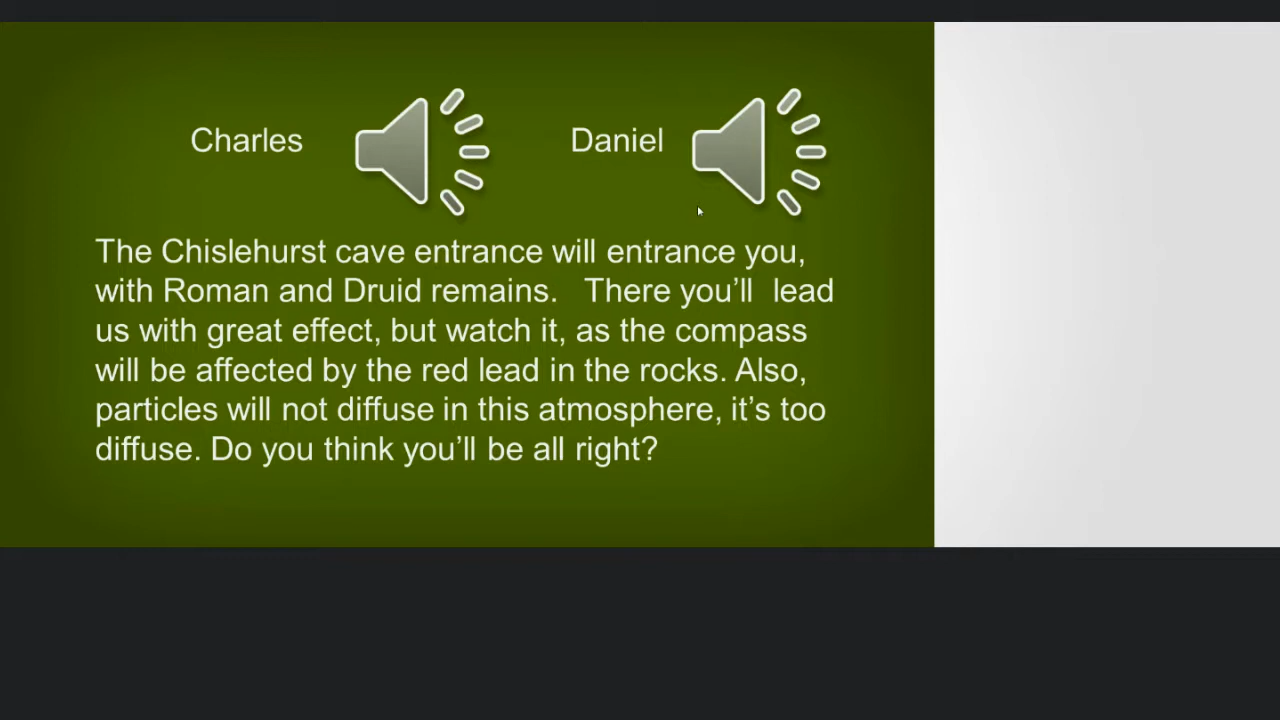 Charles
Daniel
The Chislehurst cave entrance will entrance you,
with Roman and Druid remains.   There you’ll  lead
us with great effect, but watch it, as the compass
will be affected by the red lead in the rocks. Also,
particles will not diffuse in this atmosphere, it’s too
diffuse. Do you think you’ll be all right?